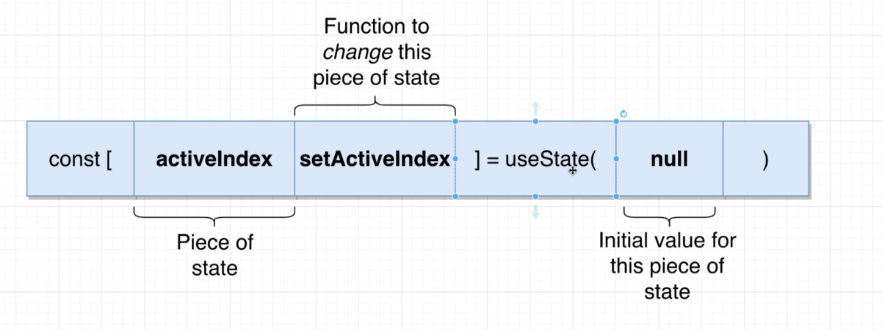 Function to
change this
piece of state
const [ activeIndex setActiveIndex ] = useState( null )
Piece of
state
Initial value for
this piece of
state